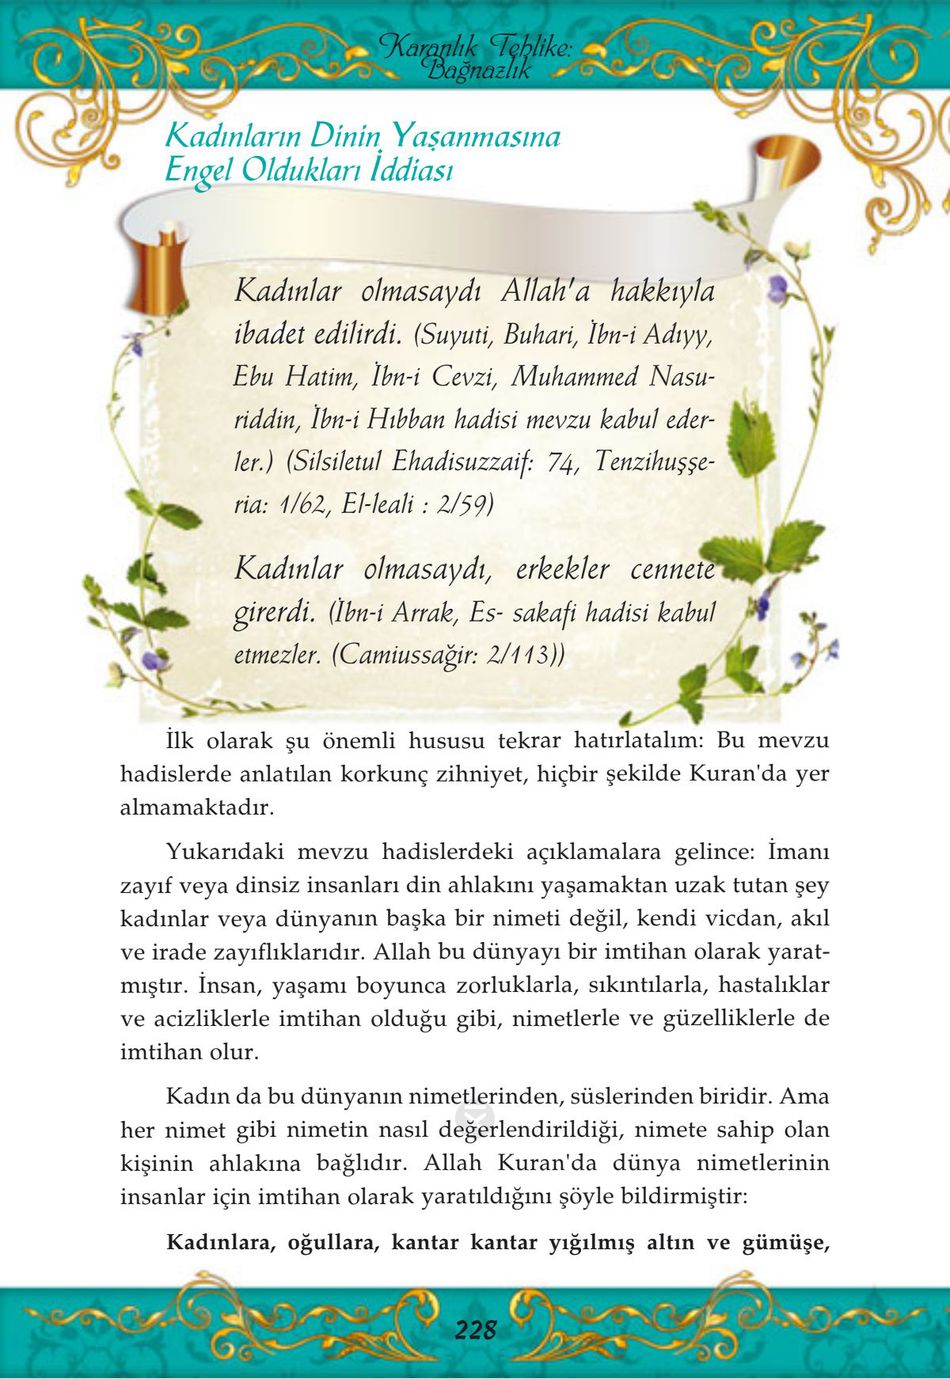 Karanlık Tehlike:
Bağnazlık
Kadınların Dinin Yaşanmasına
Engel Oldukları İddiası
Kadınlar olmasaydı Allah'a hakkıyla
ibadet edilirdi. (Suyuti, Buhari, İbn-i Adıyy,
Ebu Hatim, İbn-i Cevzi, Muhammed Nasu-
riddin, İbn-i Hıbban hadisi mevzu kabul eder-
ler.) (Silsiletul Ehadisuzzaif: 74, Tenzihuşşe-
ria: 1/62, El-leali : 2/59)
Kadınlar olmasaydı, erkekler cennete
girerdi. (İbn-i Arrak, Es- sakafi hadisi kabul
etmezler. (Camiussağir: 2/113))
İlk olarak şu önemli hususu tekrar hatırlatalım: Bu mevzu
hadislerde anlatılan korkunç zihniyet, hiçbir şekilde Kuran'da yer
almamaktadır.
Yukarıdaki mevzu hadislerdeki açıklamalara gelince: İmanı
zayıf veya dinsiz insanları din ahlakını yaşamaktan uzak tutan şey
kadınlar veya dünyanın başka bir nimeti değil, kendi vicdan, akıl
ve irade zayıflıklarıdır. Allah bu dünyayı bir imtihan olarak yarat-
mıştır. İnsan, yaşamı boyunca zorluklarla, sıkıntılarla, hastalıklar
ve acizliklerle imtihan olduğu gibi, nimetlerle ve güzelliklerle de
imtihan olur.
Kadın da bu dünyanın nimetlerinden, süslerinden biridir. Ama
her nimet gibi nimetin nasıl değerlendirildiği, nimete sahip olan
kişinin ahlakına bağlıdır. Allah Kuran'da dünya nimetlerinin
insanlar için imtihan olarak yaratıldığını şöyle bildirmiştir:
Kadınlara, oğullara, kantar kantar yığılmış altın ve gümüşe,
228